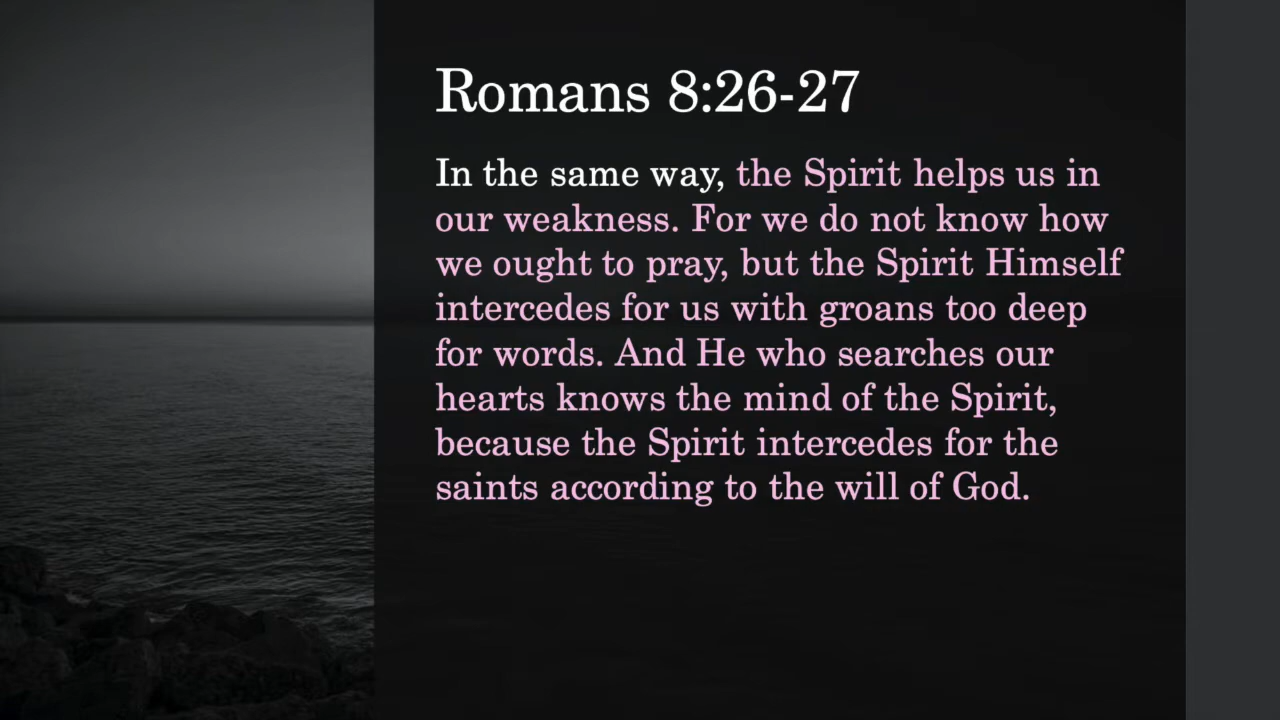 Romans 8:26-27
In the same way, the Spirit helps us in
our weakness. For we do not know how
we ought to pray, but the Spirit Himself
intercedes for us with groans too deep
for words. And He who searches our
hearts knows the mind of the Spirit,
because the Spirit intercedes for the
saints according to the will of God.